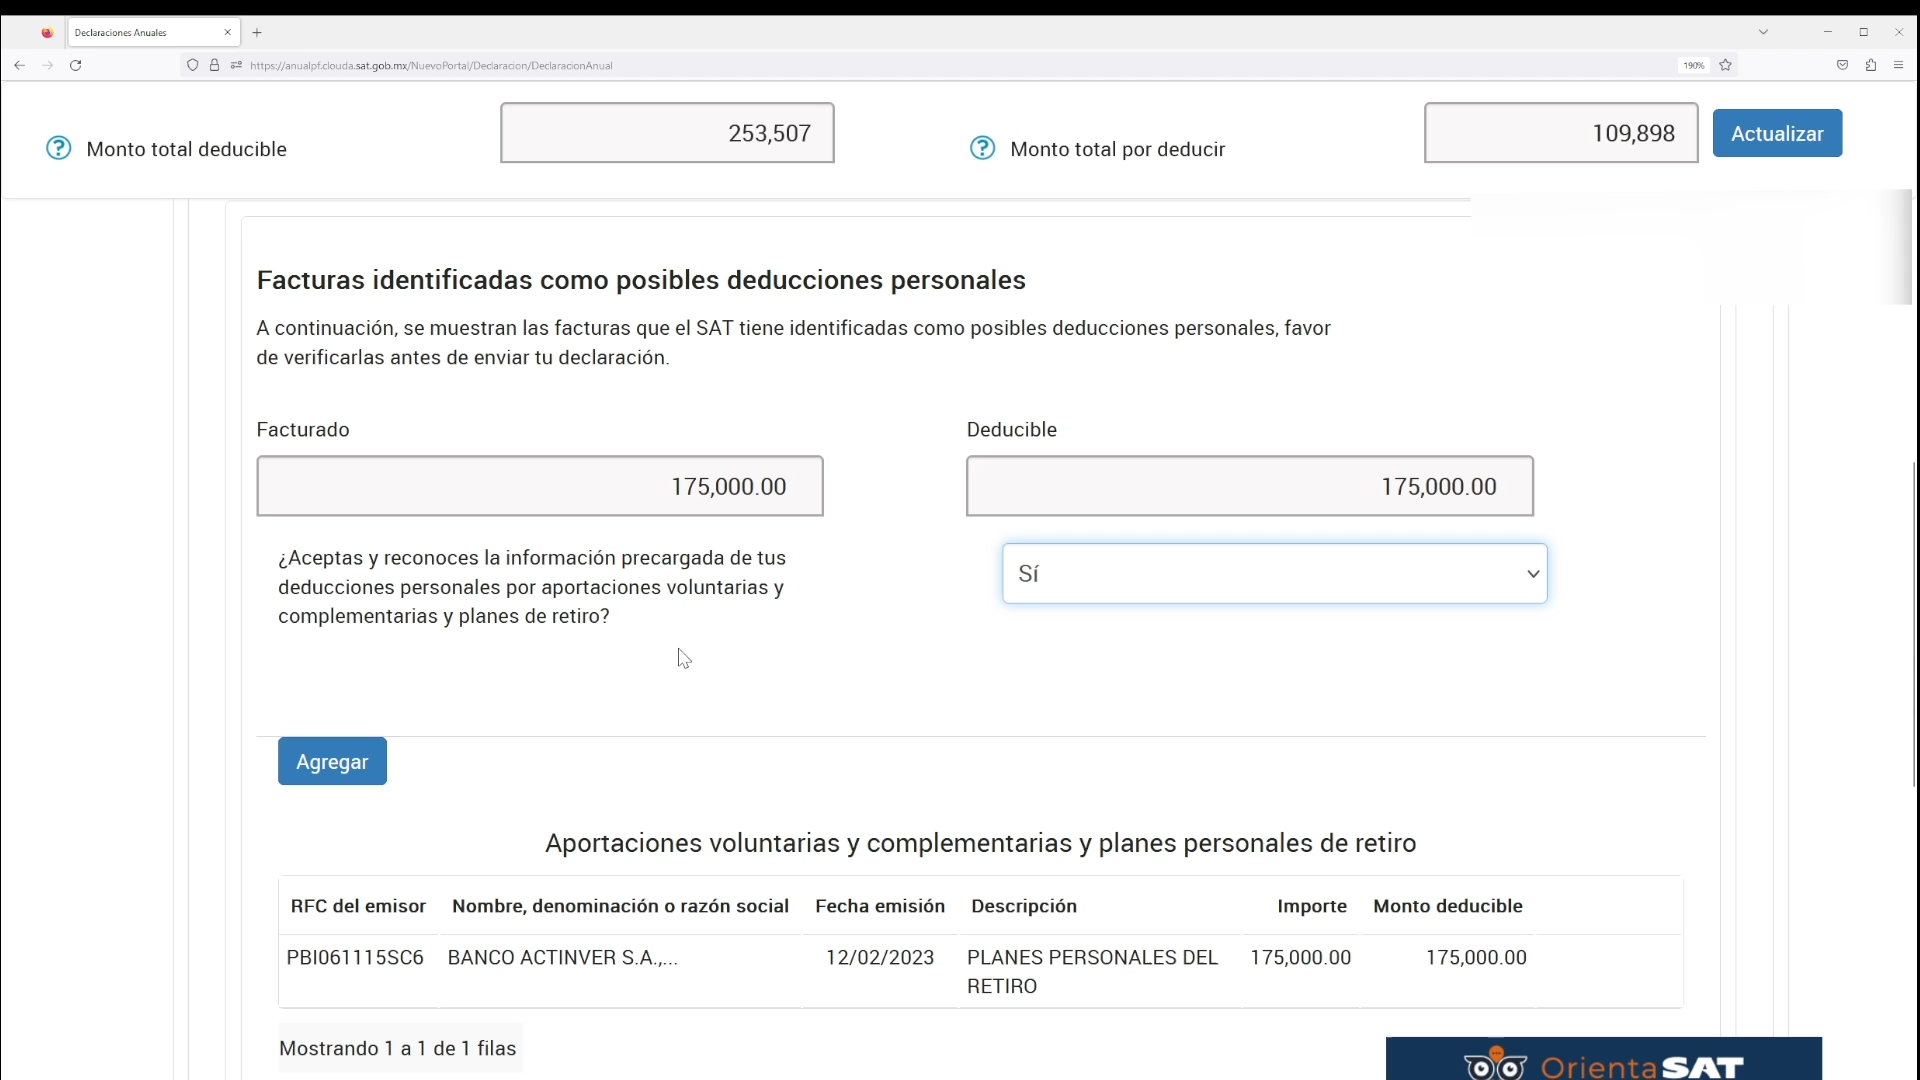 Declaraciones Anuales
https://anualpf.clouda.sat.gob.mx/NuevoPortal/Declaracion/DeclaracionAnual
190%
Monto total deducible
253,507
Monto total por deducir
109,898
Actualizar
Facturas identificadas como posibles deducciones personales
A continuación, se muestran las facturas que el SAT tiene identificadas como posibles deducciones personales, favor
de verificarlas antes de enviar tu declaración.
Facturado
Deducible
175,000.00
175,000.00
¿Aceptas y reconoces la información precargada de tus
deducciones personales por aportaciones voluntarias y
complementarias y planes de retiro?
Sí
Agregar
Aportaciones voluntarias y complementarias y planes personales de retiro
RFC del emisor Nombre, denominación o razón social Fecha emisión Descripción Importe Monto deducible
PBI061115SC6 BANCO ACTINVER S.A.,... 12/02/2023 PLANES PERSONALES DEL 175,000.00 175,000.00
RETIRO
Mostrando 1 a 1 de 1 filas
OrientaSAT